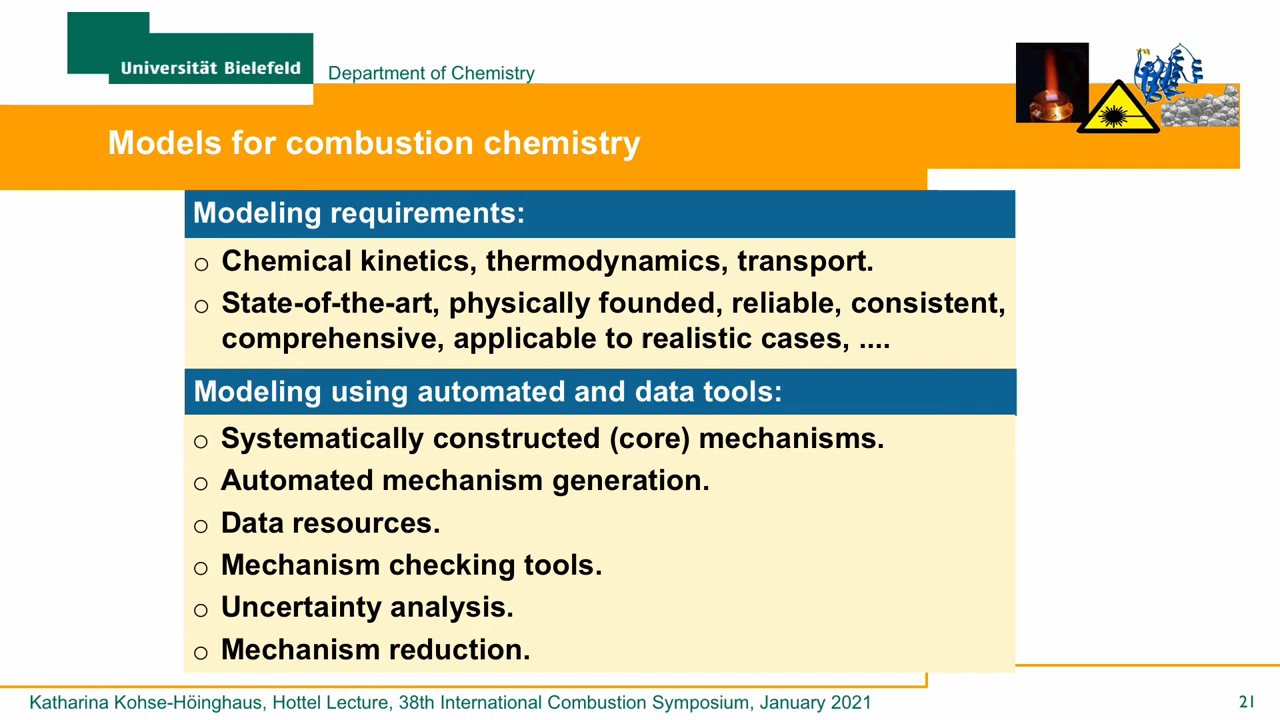 Universität Bielefeld
Department of Chemistry
Models for combustion chemistry
Modeling requirements:
o Chemical kinetics, thermodynamics, transport.
o State-of-the-art, physically founded, reliable, consistent,
comprehensive, applicable to realistic cases, ....
Modeling using automated and data tools:
o Systematically constructed (core) mechanisms.
o Automated mechanism generation.
o Data resources.
o Mechanism checking tools.
o Uncertainty analysis.
o Mechanism reduction.
Katharina Kohse-Höinghaus, Hottel Lecture, 38th International Combustion Symposium, January 2021
21